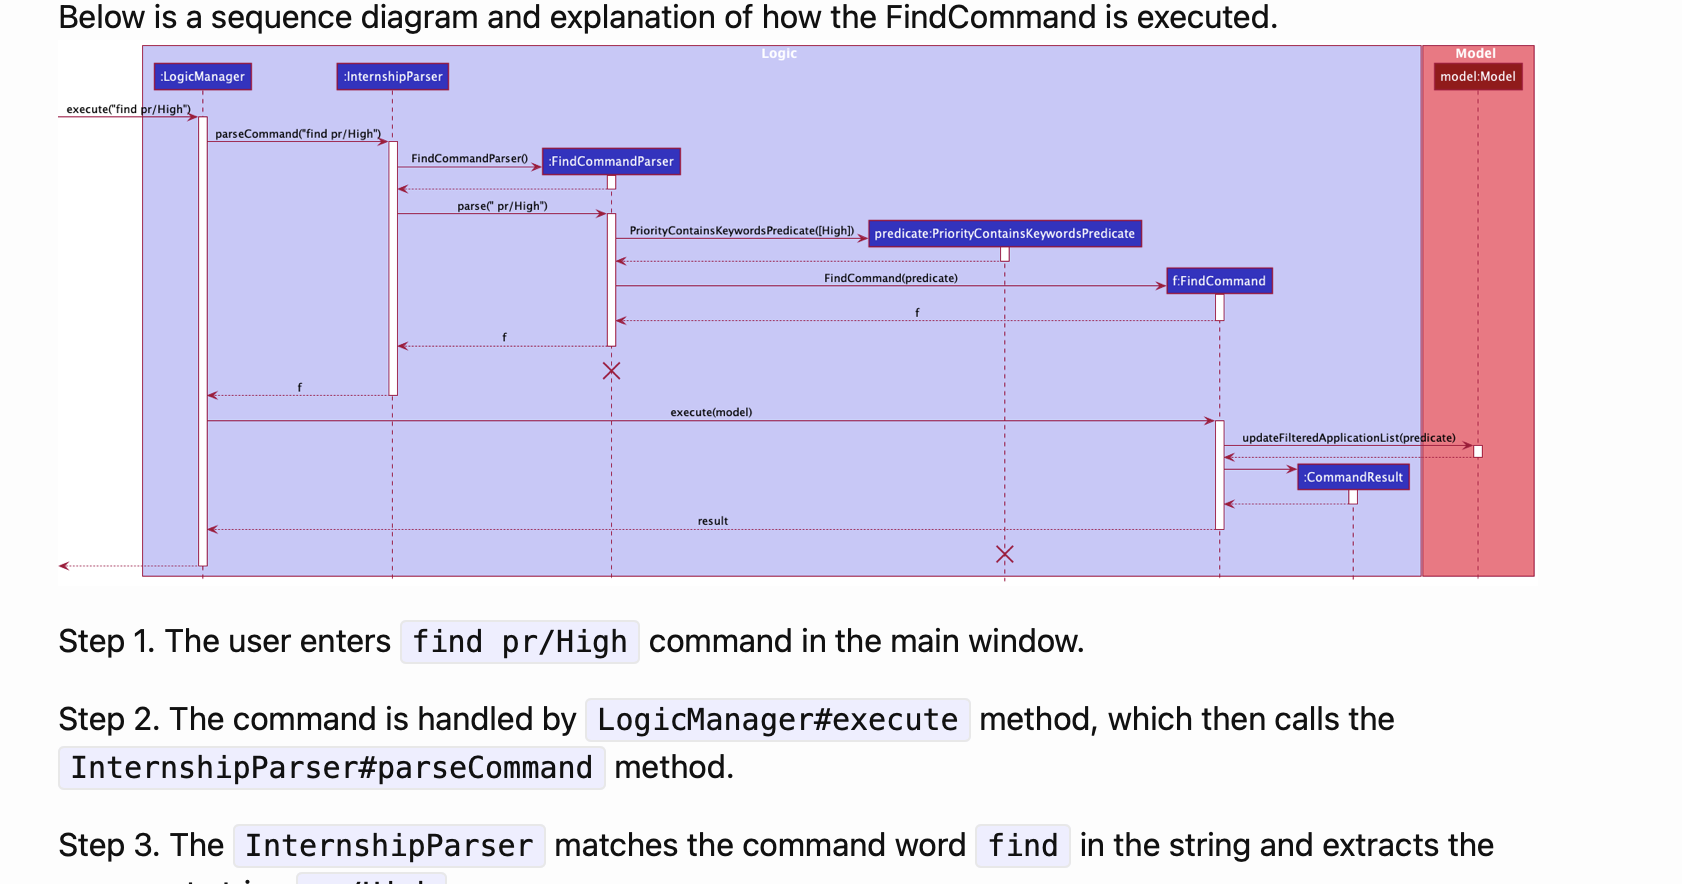 Below is a sequence diagram and explanation of how the FindCommand is executed.
Logic
Model
:LogicManager
:InternshipParser
model:Model
execute("find pr/High")
parseCommand("find pr/High")
FindCommandParser()
:FindCommandParser
parse(" pr/High")
PriorityContainsKeywordsPredicate([High])
predicate:PriorityContainsKeywordsPredicate
FindCommand(predicate)
f:FindCommand
f
f
f
execute(model)
updateFilteredApplicationList(predicate)
:CommandResult
result
Step 1. The user enters find pr/High command in the main window.
Step 2. The command is handled by LogicManager#execute method, which then calls the
InternshipParser#parseCommand method.
Step 3. The InternshipParser matches the command word find in the string and extracts the